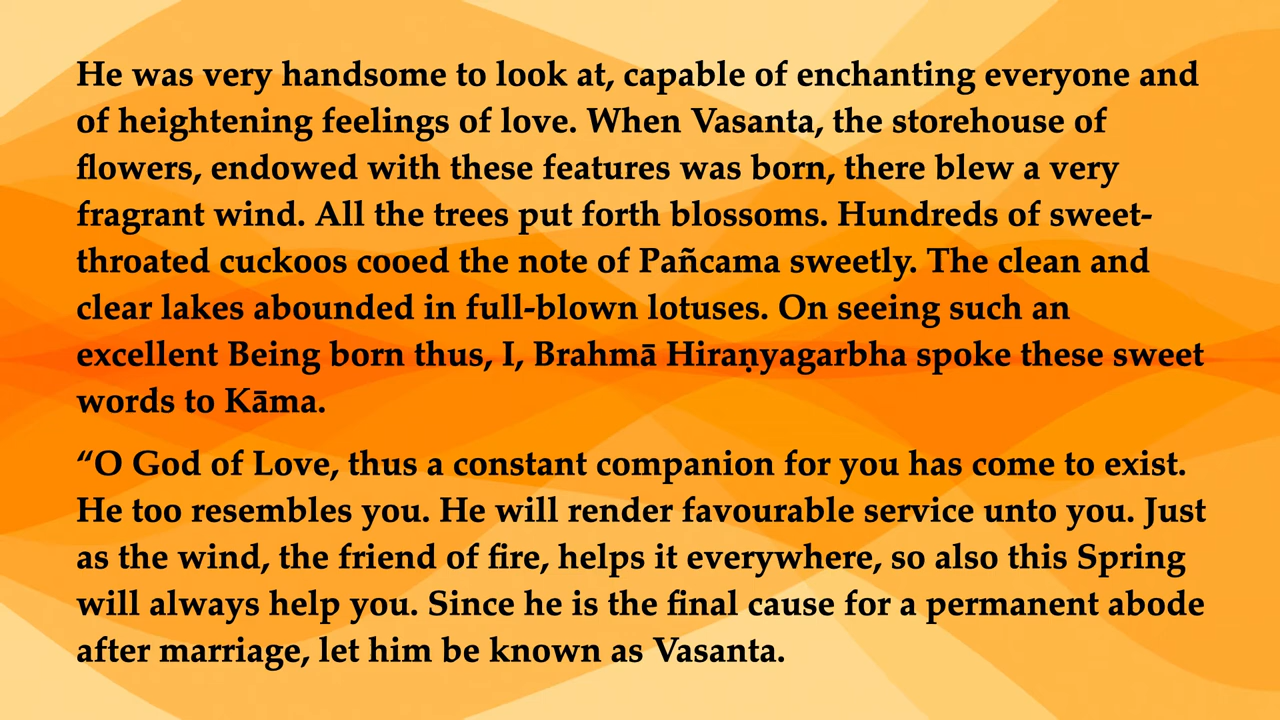 He was very handsome to look at, capable of enchanting everyone and
of heightening feelings of love. When Vasanta, the storehouse of
flowers, endowed with these features was born, there blew a very
fragrant wind. All the trees put forth blossoms. Hundreds of sweet-
throated cuckoos cooed the note of Pañcama sweetly. The clean and
clear lakes abounded in full-blown lotuses. On seeing such an
excellent Being born thus, I, Brahmā Hiraṇyagarbha spoke these sweet
words to Kāma.
“O God of Love, thus a constant companion for you has come to exist.
He too resembles you. He will render favourable service unto you. Just
as the wind, the friend of fire, helps it everywhere, so also this Spring
will always help you. Since he is the final cause for a permanent abode
after marriage, let him be known as Vasanta.